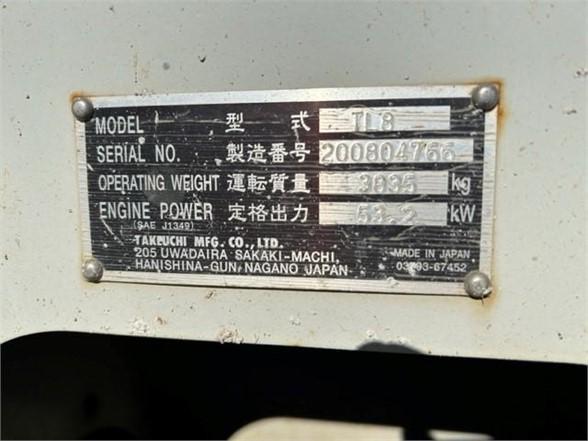 MODEL 型 式 TL8
SERIAL NO. 製造番号 200804766
OPERATING WEIGHT 運転質量 3835 kg
ENGINE POWER 定格出力 53.2 kW
(SAE J1349)
TAKEUCHI MFG. CO., LTD.
205 UWADAIRA SAKAKI-MACHI,
HANISHINA-GUN, NAGANO JAPAN
MADE IN JAPAN
03593-67452